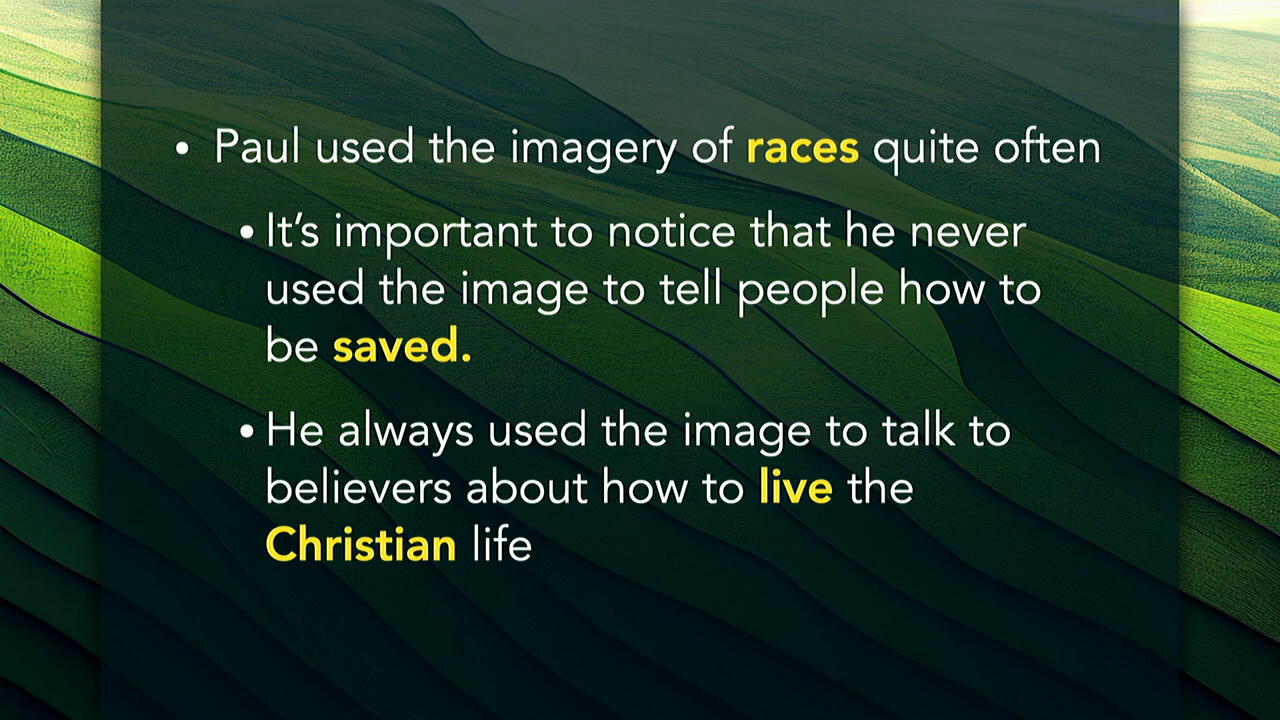 • Paul used the imagery of races quite often
• It’s important to notice that he never
used the image to tell people how to
be saved.
• He always used the image to talk to
believers about how to live the
Christian life